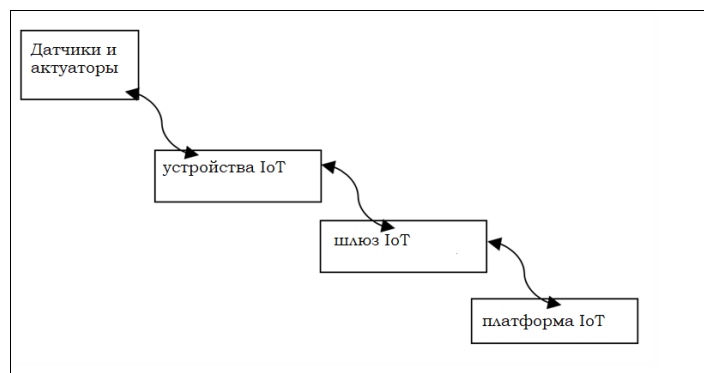 Датчики и
актуаторы
устройства IoT
шлюз IoT
платформа IoT